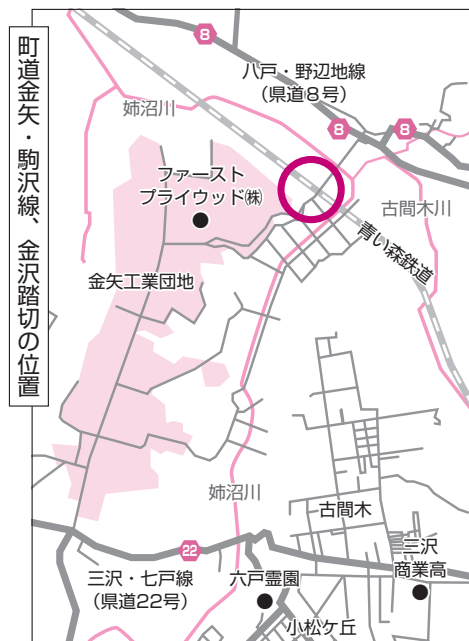 町道金矢・駒沢線、金沢踏切の位置
8
八戸・野辺地線
（県道8号）
8
8
姉沼川
ファースト
プライウッド㈱
古間木川
青い森鉄道
金矢工業団地
姉沼川
古間木
22
三沢・七戸線
（県道22号）
六戸霊園
三沢
商業高
小松ケ丘